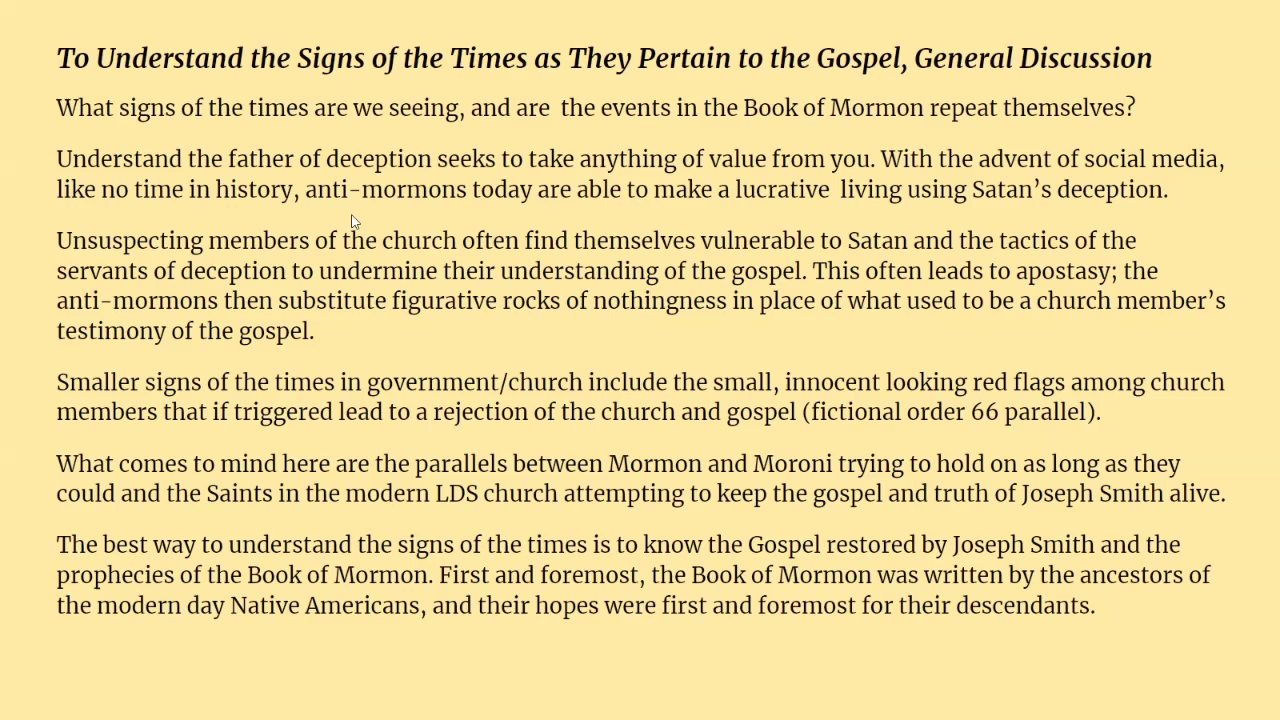 To Understand the Signs of the Times as They Pertain to the Gospel, General Discussion
What signs of the times are we seeing, and are  the events in the Book of Mormon repeat themselves?
Understand the father of deception seeks to take anything of value from you. With the advent of social media,
like no time in history, anti-mormons today are able to make a lucrative  living using Satan’s deception.
Unsuspecting members of the church often find themselves vulnerable to Satan and the tactics of the
servants of deception to undermine their understanding of the gospel. This often leads to apostasy; the
anti-mormons then substitute figurative rocks of nothingness in place of what used to be a church member’s
testimony of the gospel.
Smaller signs of the times in government/church include the small, innocent looking red flags among church
members that if triggered lead to a rejection of the church and gospel (fictional order 66 parallel).
What comes to mind here are the parallels between Mormon and Moroni trying to hold on as long as they
could and the Saints in the modern LDS church attempting to keep the gospel and truth of Joseph Smith alive.
The best way to understand the signs of the times is to know the Gospel restored by Joseph Smith and the
prophecies of the Book of Mormon. First and foremost, the Book of Mormon was written by the ancestors of
the modern day Native Americans, and their hopes were first and foremost for their descendants.